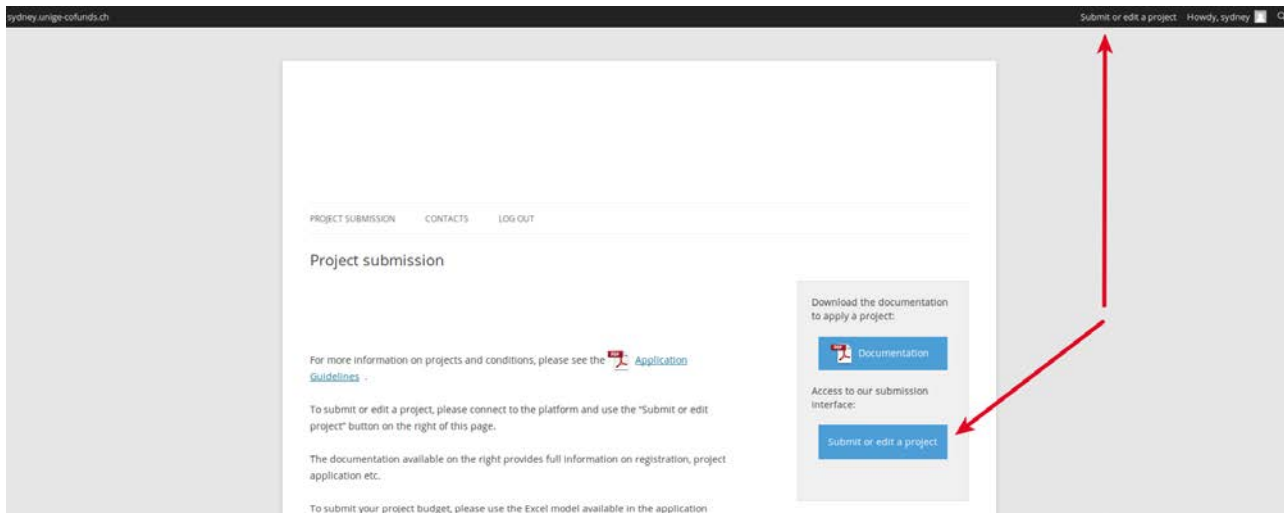 sydney.unige-cofunds.ch
Submit or edit a project Howdy, sydney
PROJECT SUBMISSION CONTACTS LOG OUT
Project submission
For more information on projects and conditions, please see the PDF Application
Guidelines .
To submit or edit a project, please connect to the platform and use the "Submit or edit
project" button on the right of this page.
The documentation available on the right provides full information on registration, project
application etc.
To submit your project budget, please use the Excel model available in the application
Download the documentation
to apply a project:
PDF Documentation
Access to our submission
interface:
Submit or edit a project